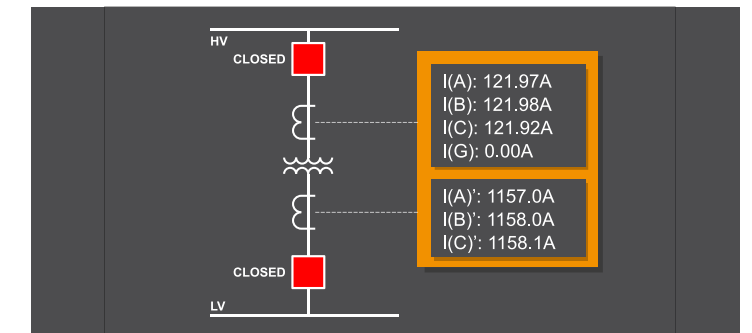 HV
CLOSED
I(A): 121.97A
I(B): 121.98A
I(C): 121.92A
I(G): 0.00A
I(A)’: 1157.0A
I(B)’: 1158.0A
I(C)’: 1158.1A
CLOSED
LV